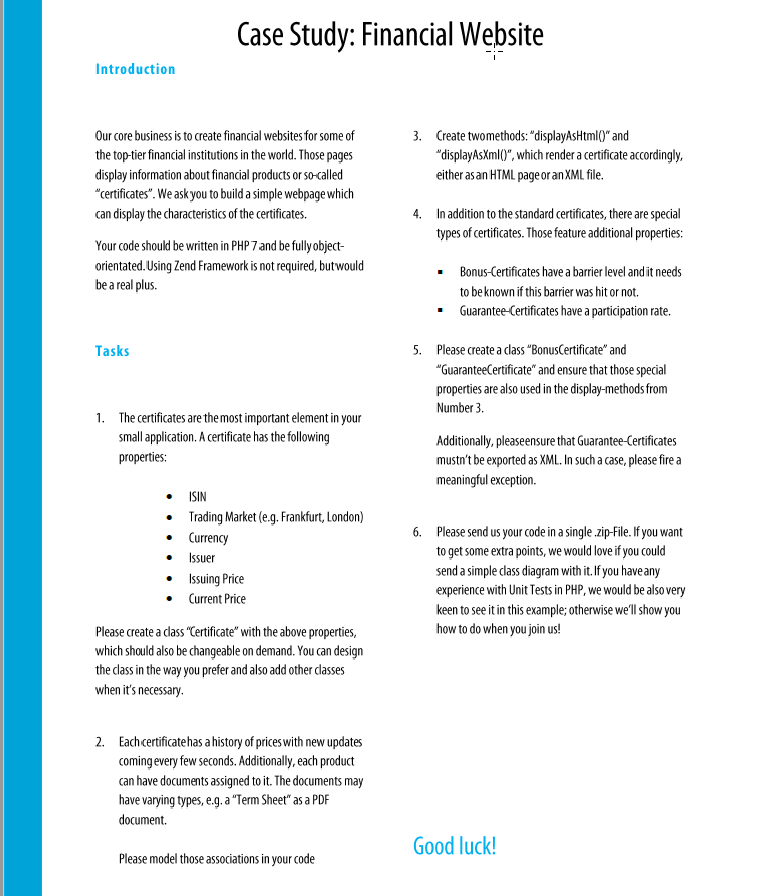 Case Study: Financial Website
Introduction
Our core business is to create financial websites for some of
the top-tier financial institutions in the world. Those pages
display information about financial products or so-called
“certificates”. We ask you to build a simple webpage which
can display the characteristics of the certificates.
Your code should be written in PHP 7 and be fully object-
orientated. Using Zend Framework is not required, but would
be a real plus.
Tasks
1. The certificates are the most important element in your
small application. A certificate has the following
properties:
• ISIN
• Trading Market (e.g. Frankfurt, London)
• Currency
• Issuer
• Issuing Price
• Current Price
Please create a class “Certificate” with the above properties,
which should also be changeable on demand. You can design
the class in the way you prefer and also add other classes
when it’s necessary.
2. Each certificate has a history of prices with new updates
coming every few seconds. Additionally, each product
can have documents assigned to it. The documents may
have varying types, e.g. a “Term Sheet” as a PDF
document.
Please model those associations in your code
3. Create two methods: “displayAsHtml()” and
“displayAsXml()”, which render a certificate accordingly,
either as an HTML page or an XML file.
4. In addition to the standard certificates, there are special
types of certificates. Those feature additional properties:
▪ Bonus-Certificates have a barrier level and it needs
to be known if this barrier was hit or not.
▪ Guarantee-Certificates have a participation rate.
5. Please create a class “BonusCertificate” and
“GuaranteeCertificate” and ensure that those special
properties are also used in the display-methods from
Number 3.
Additionally, please ensure that Guarantee-Certificates
mustn’t be exported as XML. In such a case, please fire a
meaningful exception.
6. Please send us your code in a single .zip-File. If you want
to get some extra points, we would love if you could
send a simple class diagram with it. If you have any
experience with Unit Tests in PHP, we would be also very
keen to see it in this example; otherwise we’ll show you
how to do when you join us!
Good luck!